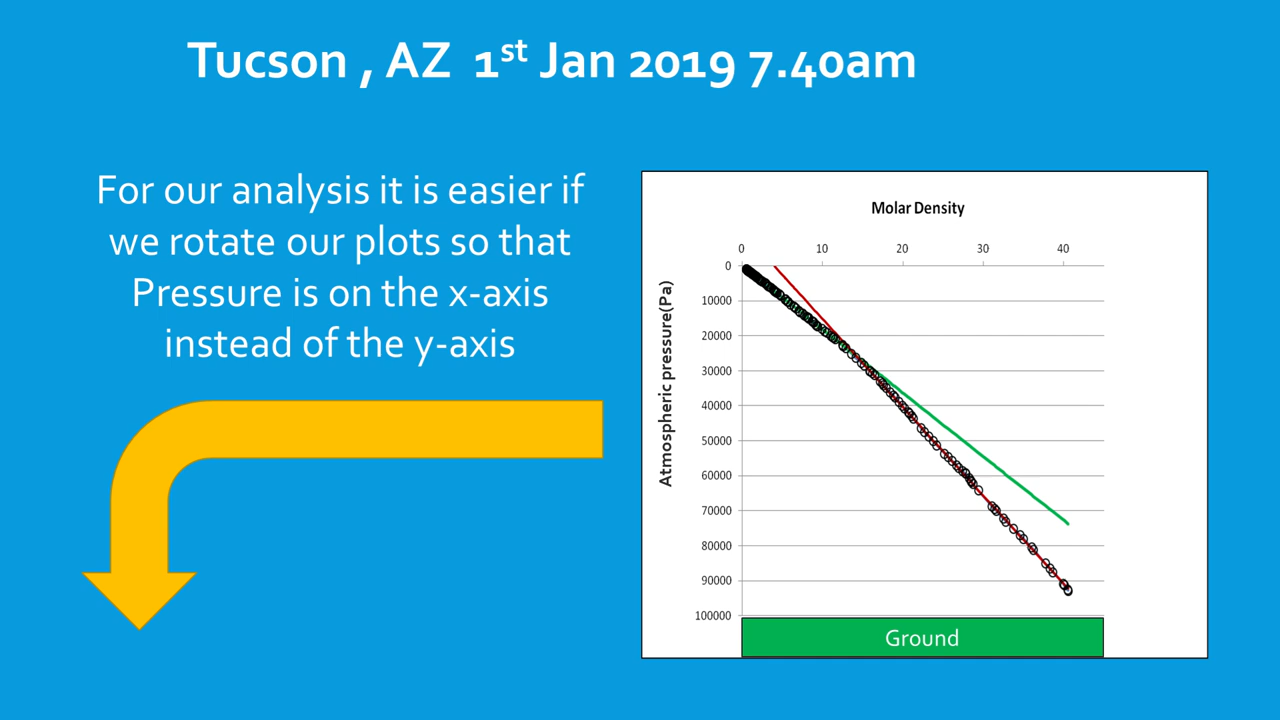 Tucson , AZ 1st Jan 2019 7.40am
For our analysis it is easier if
we rotate our plots so that
Pressure is on the x-axis
instead of the y-axis
Molar Density
0 10 20 30 40
Atmospheric pressure(Pa)
0
10000
20000
30000
40000
50000
60000
70000
80000
90000
100000
Ground